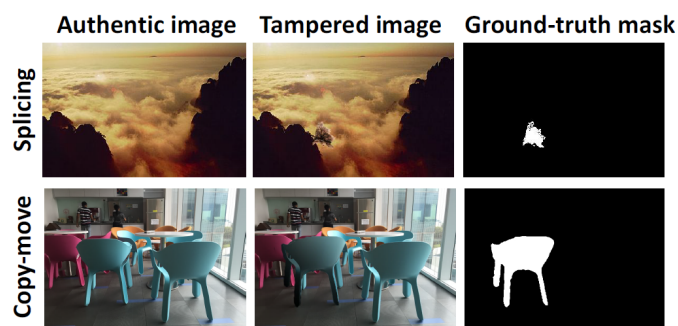 Authentic image Tampered image Ground-truth mask
Splicing
Copy-move